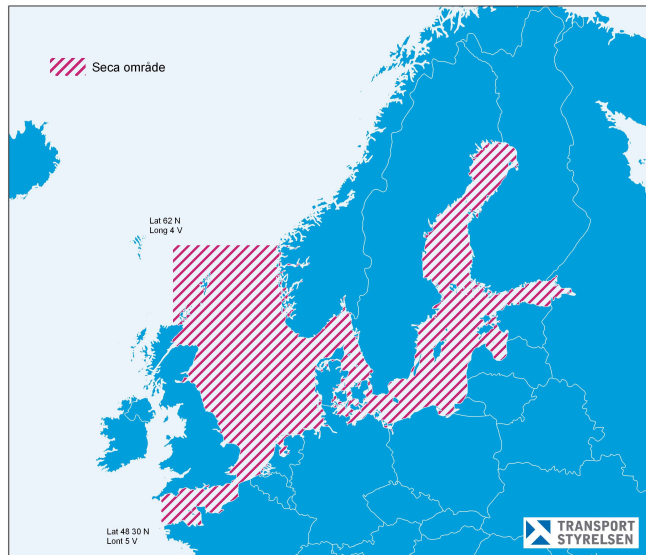 Seca område
Lat 62 N
Long 4 V
Lat 48 30 N
Lont 5 V
TRANSPORT
STYRELSEN